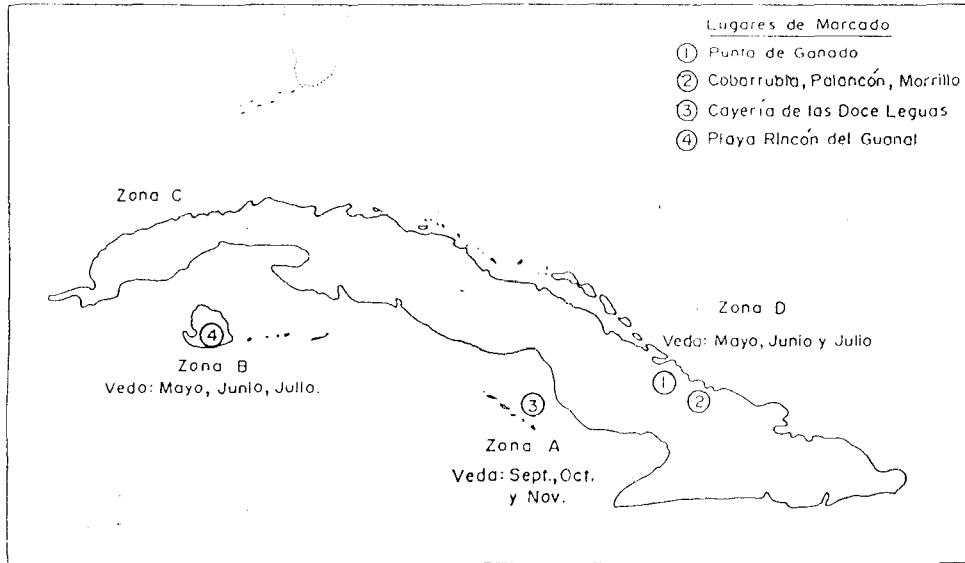 Lugares de Marcado
① Punta de Ganado
② Cobarrubia, Palancón, Morrillo
③ Cayería de las Doce Leguas
④ Playa Rincón del Guanal
Zona C
Zona D
Veda: Mayo, Junio y Julio
④
Zona B
Veda: Mayo, Junio, Julio.
①
②
③
Zona A
Veda: Sept., Oct.
y Nov.